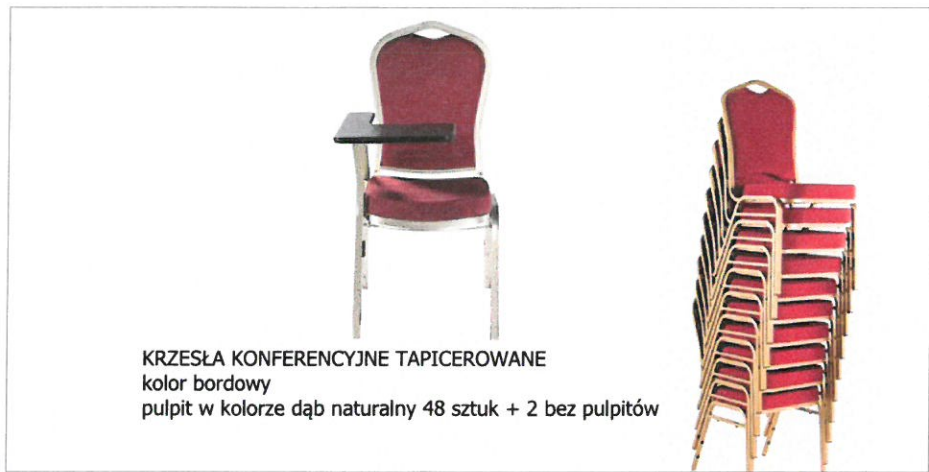 KRZESŁA KONFERENCYJNE TAPICEROWANE
kolor bordowy
pulpit w kolorze dąb naturalny 48 sztuk + 2 bez pulpitów